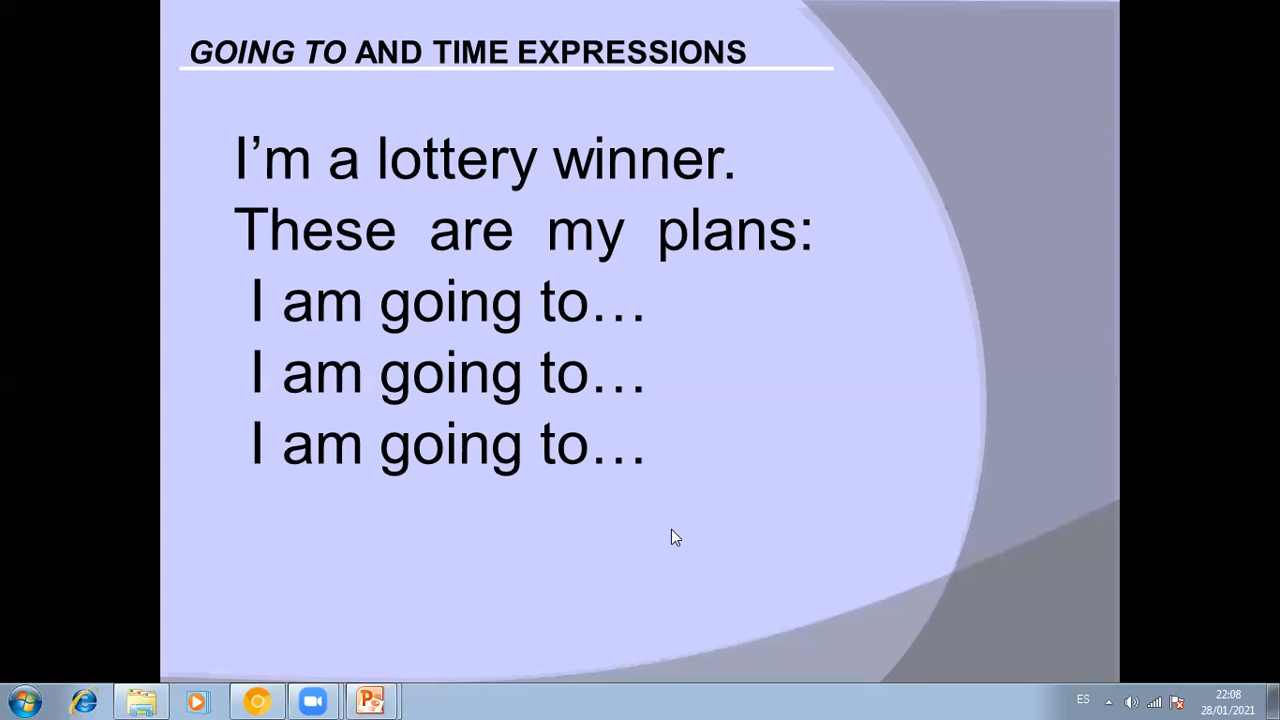 GOING TO AND TIME EXPRESSIONS
I’m a lottery winner.
These are my plans:
I am going to…
I am going to…
I am going to…
ES
22:08
28/01/2021